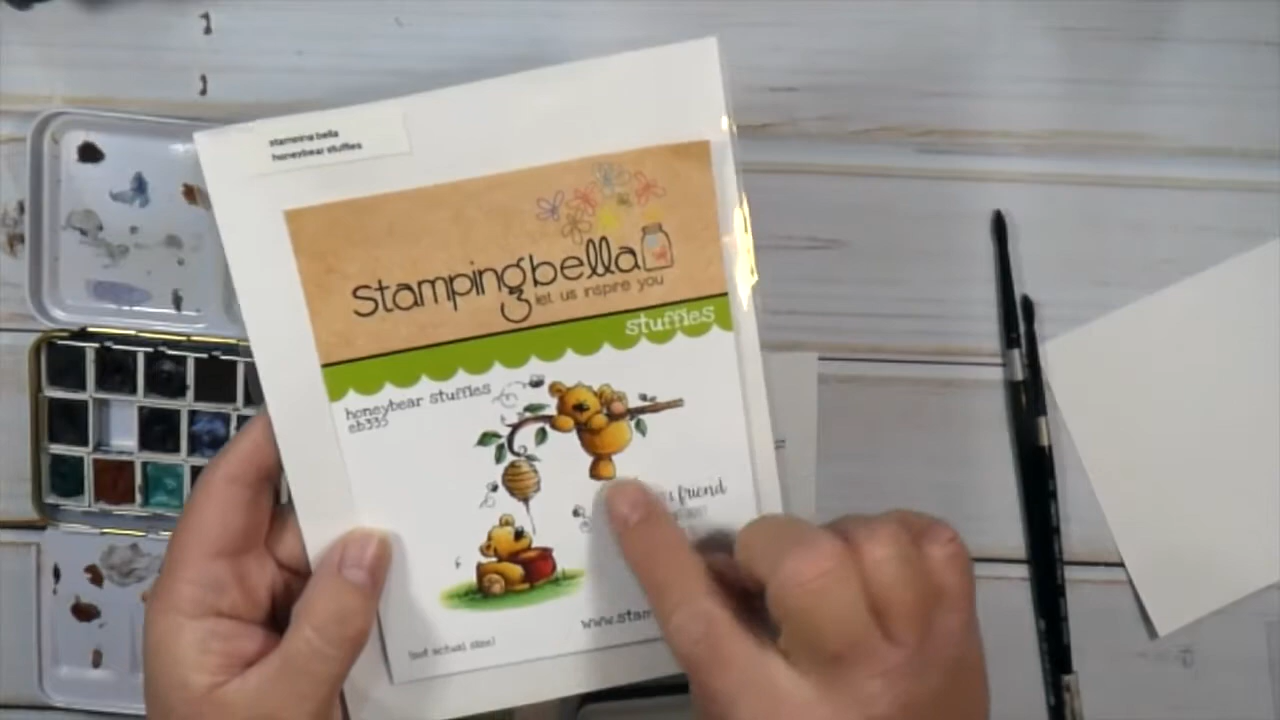 stamping bella
honeybear stuffies
stampingbella
let us inspire you
stuffies
honeybear stuffies
eb335
friend
www.stam
(not actual size)